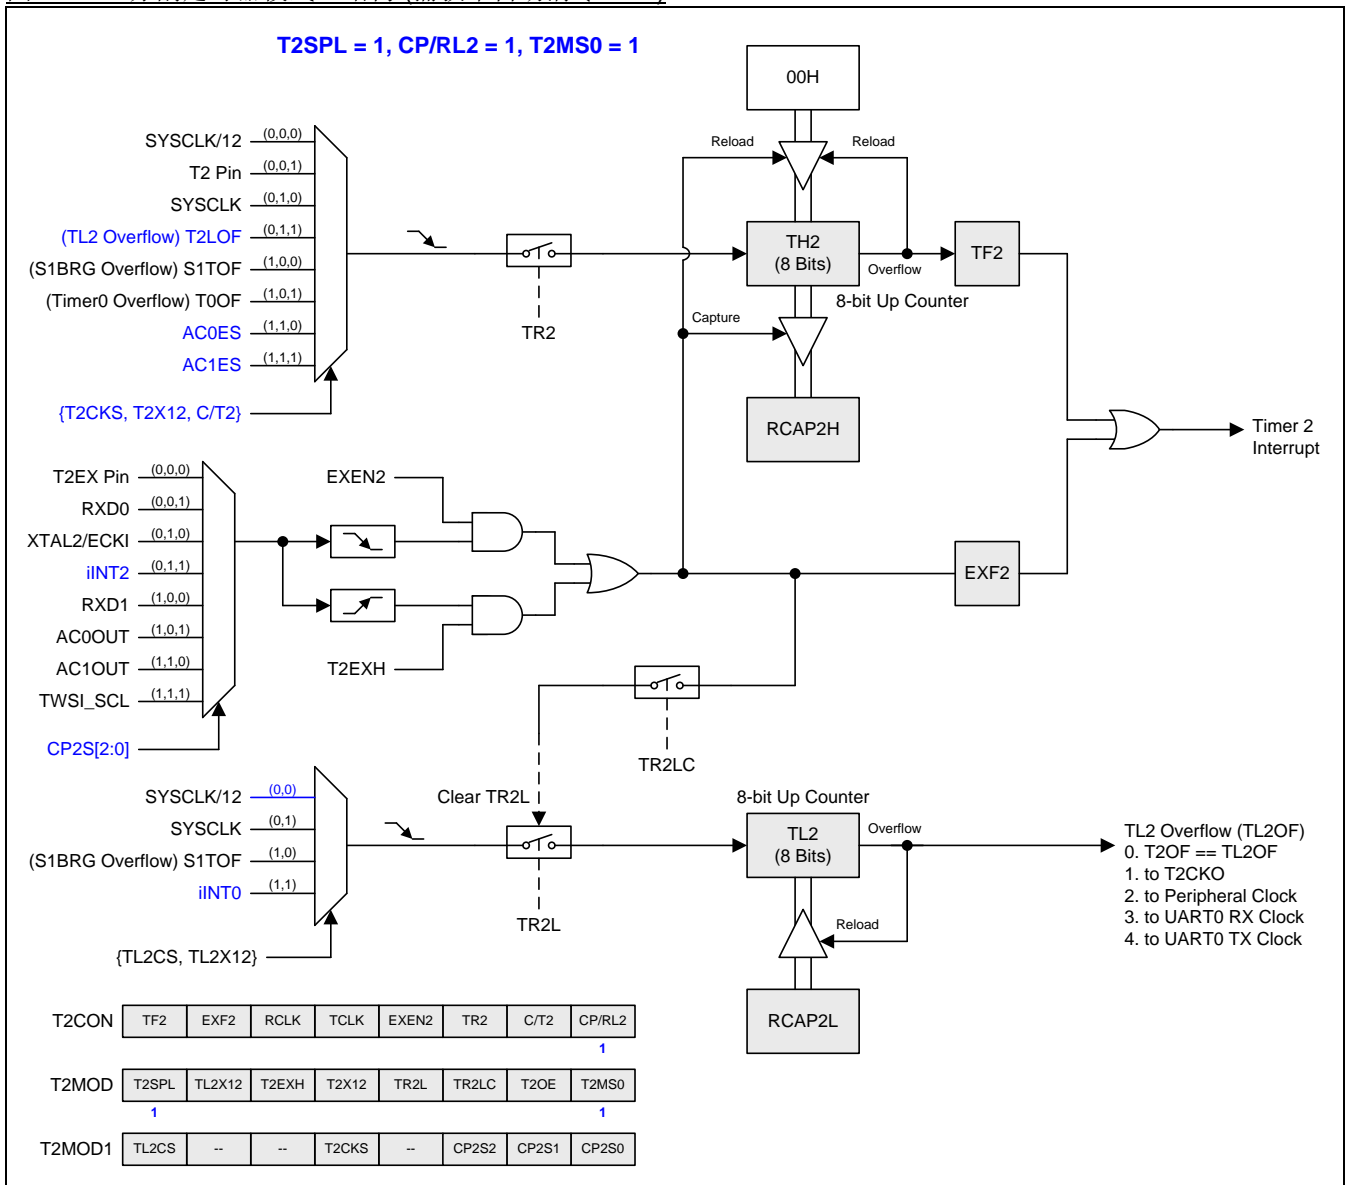 T2SPL = 1, CP/RL2 = 1, T2MS0 = 1
00H
Reload
Reload
SYSCLK/12 (0,0,0)
T2 Pin (0,0,1)
SYSCLK (0,1,0)
(TL2 Overflow) T2LOF (0,1,1)
(S1BRG Overflow) S1TOF (1,0,0)
(Timer0 Overflow) T0OF (1,0,1)
AC0ES (1,1,0)
AC1ES (1,1,1)
{T2CKS, T2X12, C/T2}
TR2
TH2
(8 Bits)
Overflow
8-bit Up Counter
TF2
Capture
RCAP2H
Timer 2
Interrupt
T2EX Pin (0,0,0)
RXD0 (0,0,1)
XTAL2/ECKI (0,1,0)
iINT2 (0,1,1)
RXD1 (1,0,0)
AC0OUT (1,0,1)
AC1OUT (1,1,0)
TWSI_SCL (1,1,1)
CP2S[2:0]
EXEN2
T2EXH
EXF2
TR2LC
SYSCLK/12 (0,0)
SYSCLK (0,1)
(S1BRG Overflow) S1TOF (1,0)
iINT0 (1,1)
{TL2CS, TL2X12}
Clear TR2L
TR2L
8-bit Up Counter
TL2
(8 Bits)
Overflow
Reload
RCAP2L
TL2 Overflow (TL2OF)
0. T2OF == TL2OF
1. to T2CKO
2. to Peripheral Clock
3. to UART0 RX Clock
4. to UART0 TX Clock
T2CON TF2 EXF2 RCLK TCLK EXEN2 TR2 C/T2 CP/RL2
1
T2MOD T2SPL TL2X12 T2EXH T2X12 TR2L TR2LC T2OE T2MS0
1 1
T2MOD1 TL2CS -- -- T2CKS -- CP2S2 CP2S1 CP2S0